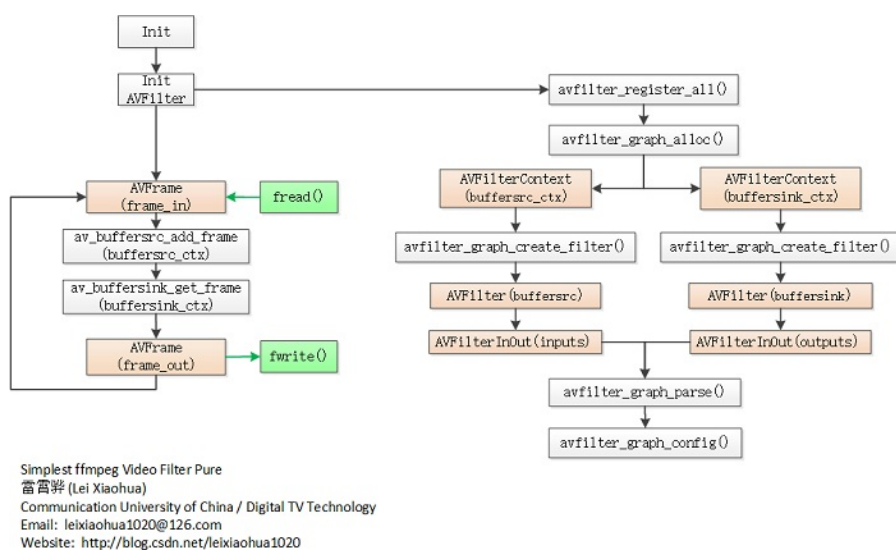 Init
Init
AVFilter
AVFrame
(frame_in)
fread()
av_buffersrc_add_frame
(buffersrc_ctx)
av_buffersink_get_frame
(buffersink_ctx)
AVFrame
(frame_out)
fwrite()
avfilter_register_all()
avfilter_graph_alloc()
AVFilterContext
(buffersrc_ctx)
AVFilterContext
(buffersink_ctx)
avfilter_graph_create_filter()
avfilter_graph_create_filter()
AVFilter(buffersrc)
AVFilter(buffersink)
AVFilterInOut(inputs)
AVFilterInOut(outputs)
avfilter_graph_parse()
avfilter_graph_config()
Simplest ffmpeg Video Filter Pure
雷霄骅 (Lei Xiaohua)
Communication University of China / Digital TV Technology
Email: leixiaohua1020@126.com
Website: http://blog.csdn.net/leixiaohua1020